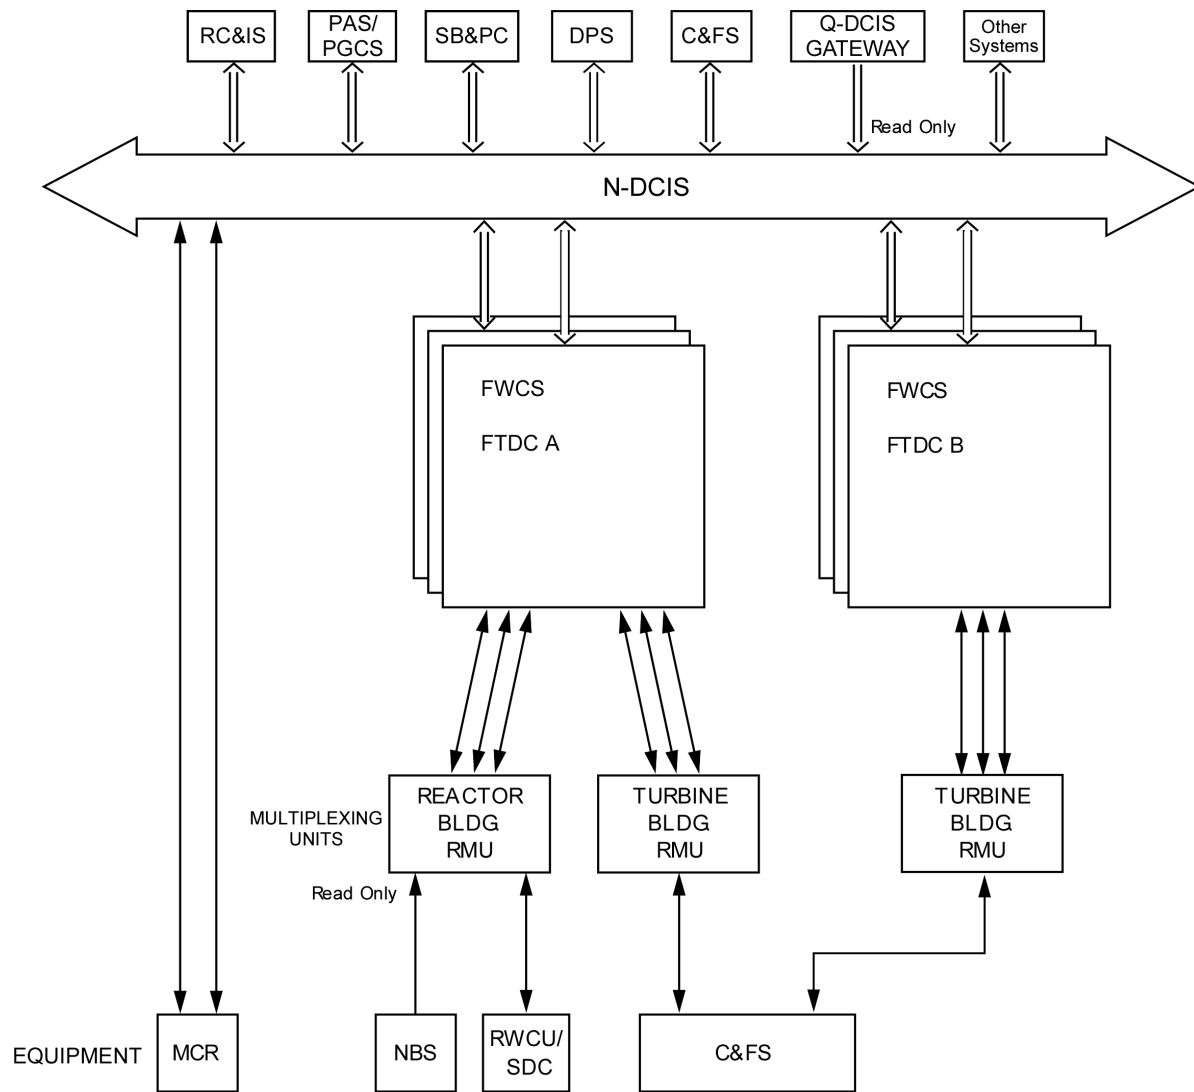 RC&IS
PAS/
PGCS
SB&PC
DPS
C&FS
Q-DCIS
GATEWAY
Other
Systems
Read Only
N-DCIS
FWCS
FTDC A
FWCS
FTDC B
MULTIPLEXING
UNITS
REACTOR
BLDG
RMU
TURBINE
BLDG
RMU
TURBINE
BLDG
RMU
Read Only
EQUIPMENT
MCR
NBS
RWCU/
SDC
C&FS